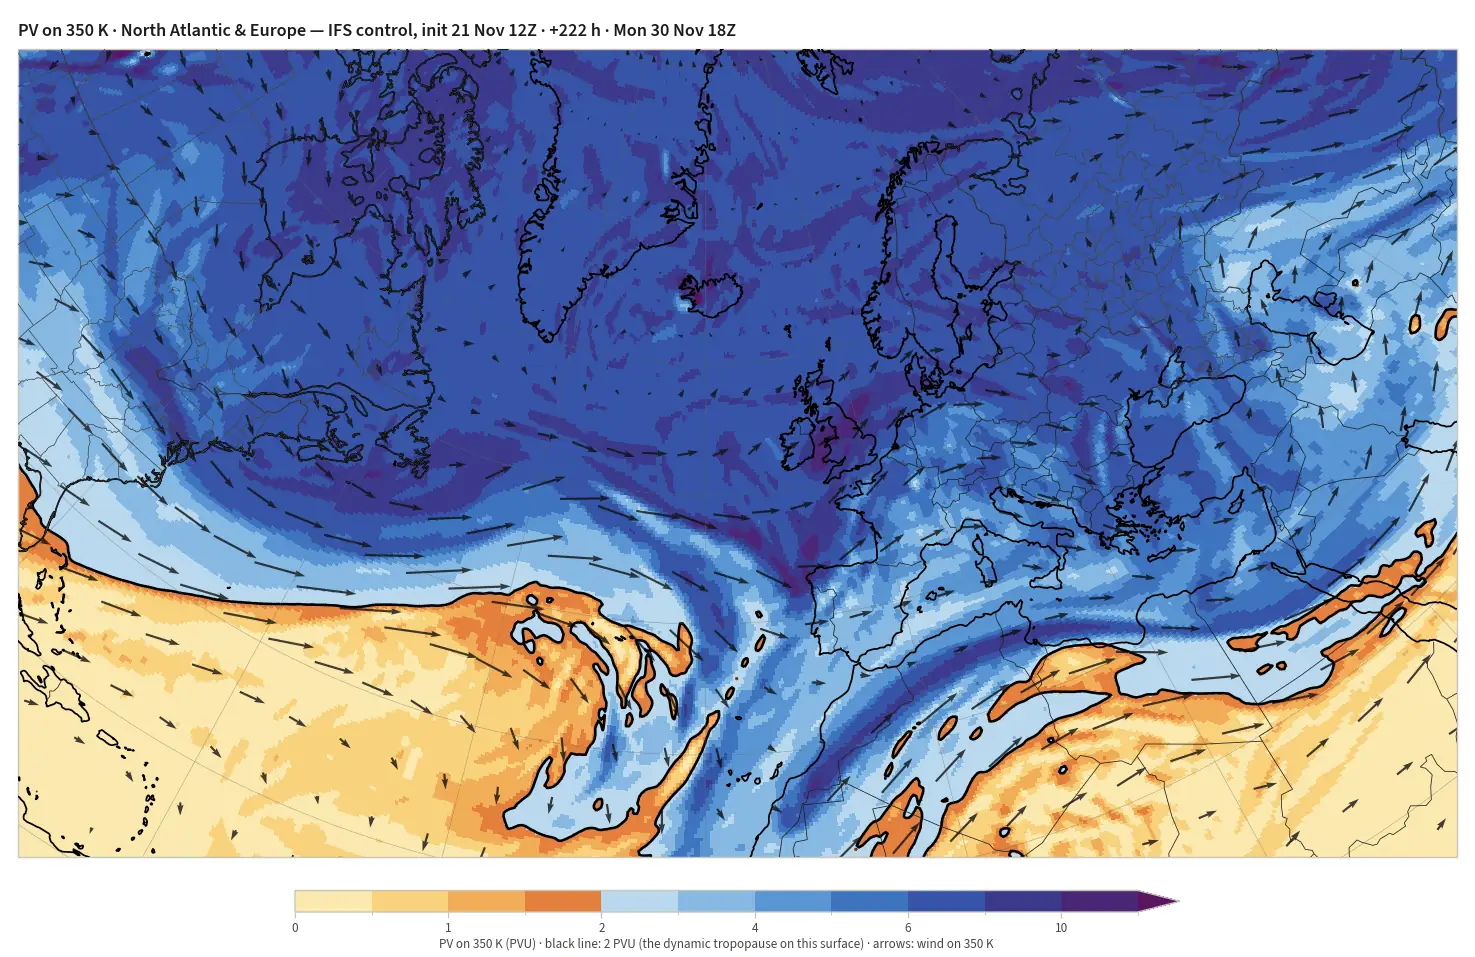 PV on 350 K · North Atlantic & Europe — IFS control, init 21 Nov 12Z · +222 h · Mon 30 Nov 18Z
0 1 2 4 6 10
PV on 350 K (PVU) · black line: 2 PVU (the dynamic tropopause on this surface) · arrows: wind on 350 K